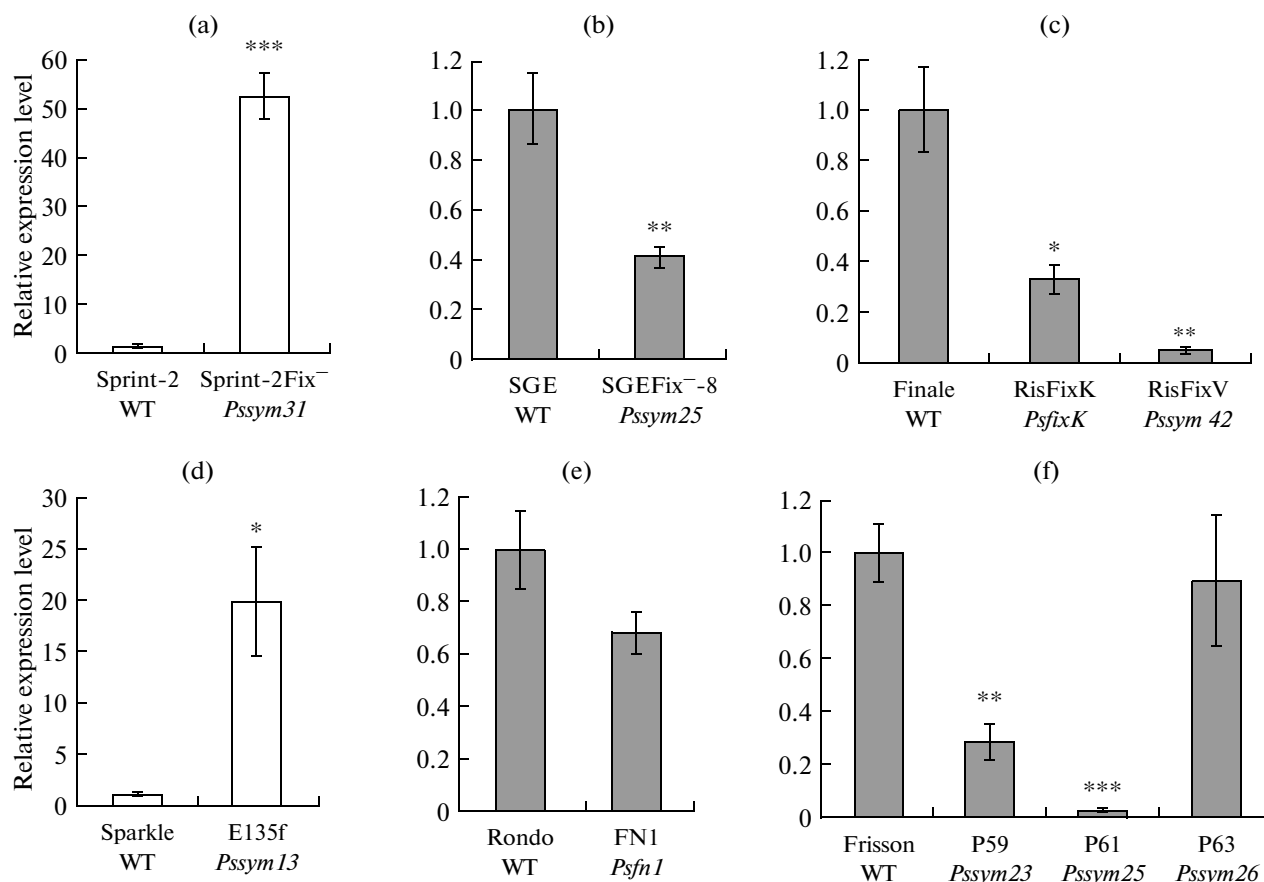 (a)
Relative expression level
60
50
40
30
20
10
0
***
Sprint-2 Sprint-2Fix⁻
WT Pssym31
(b)
1.2
1.0
0.8
0.6
0.4
0.2
0
**
SGE SGEFix⁻-8
WT Pssym25
(c)
1.2
1.0
0.8
0.6
0.4
0.2
0
*
**
Finale RisFixK RisFixV
WT PsfixK Pssym 42
(d)
Relative expression level
30
25
20
15
10
5
0
*
Sparkle E135f
WT Pssym13
(e)
1.2
1.0
0.8
0.6
0.4
0.2
0
Rondo FN1
WT Psfn1
(f)
1.2
1.0
0.8
0.6
0.4
0.2
0
**
***
Frisson P59 P61 P63
WT Pssym23 Pssym25 Pssym26